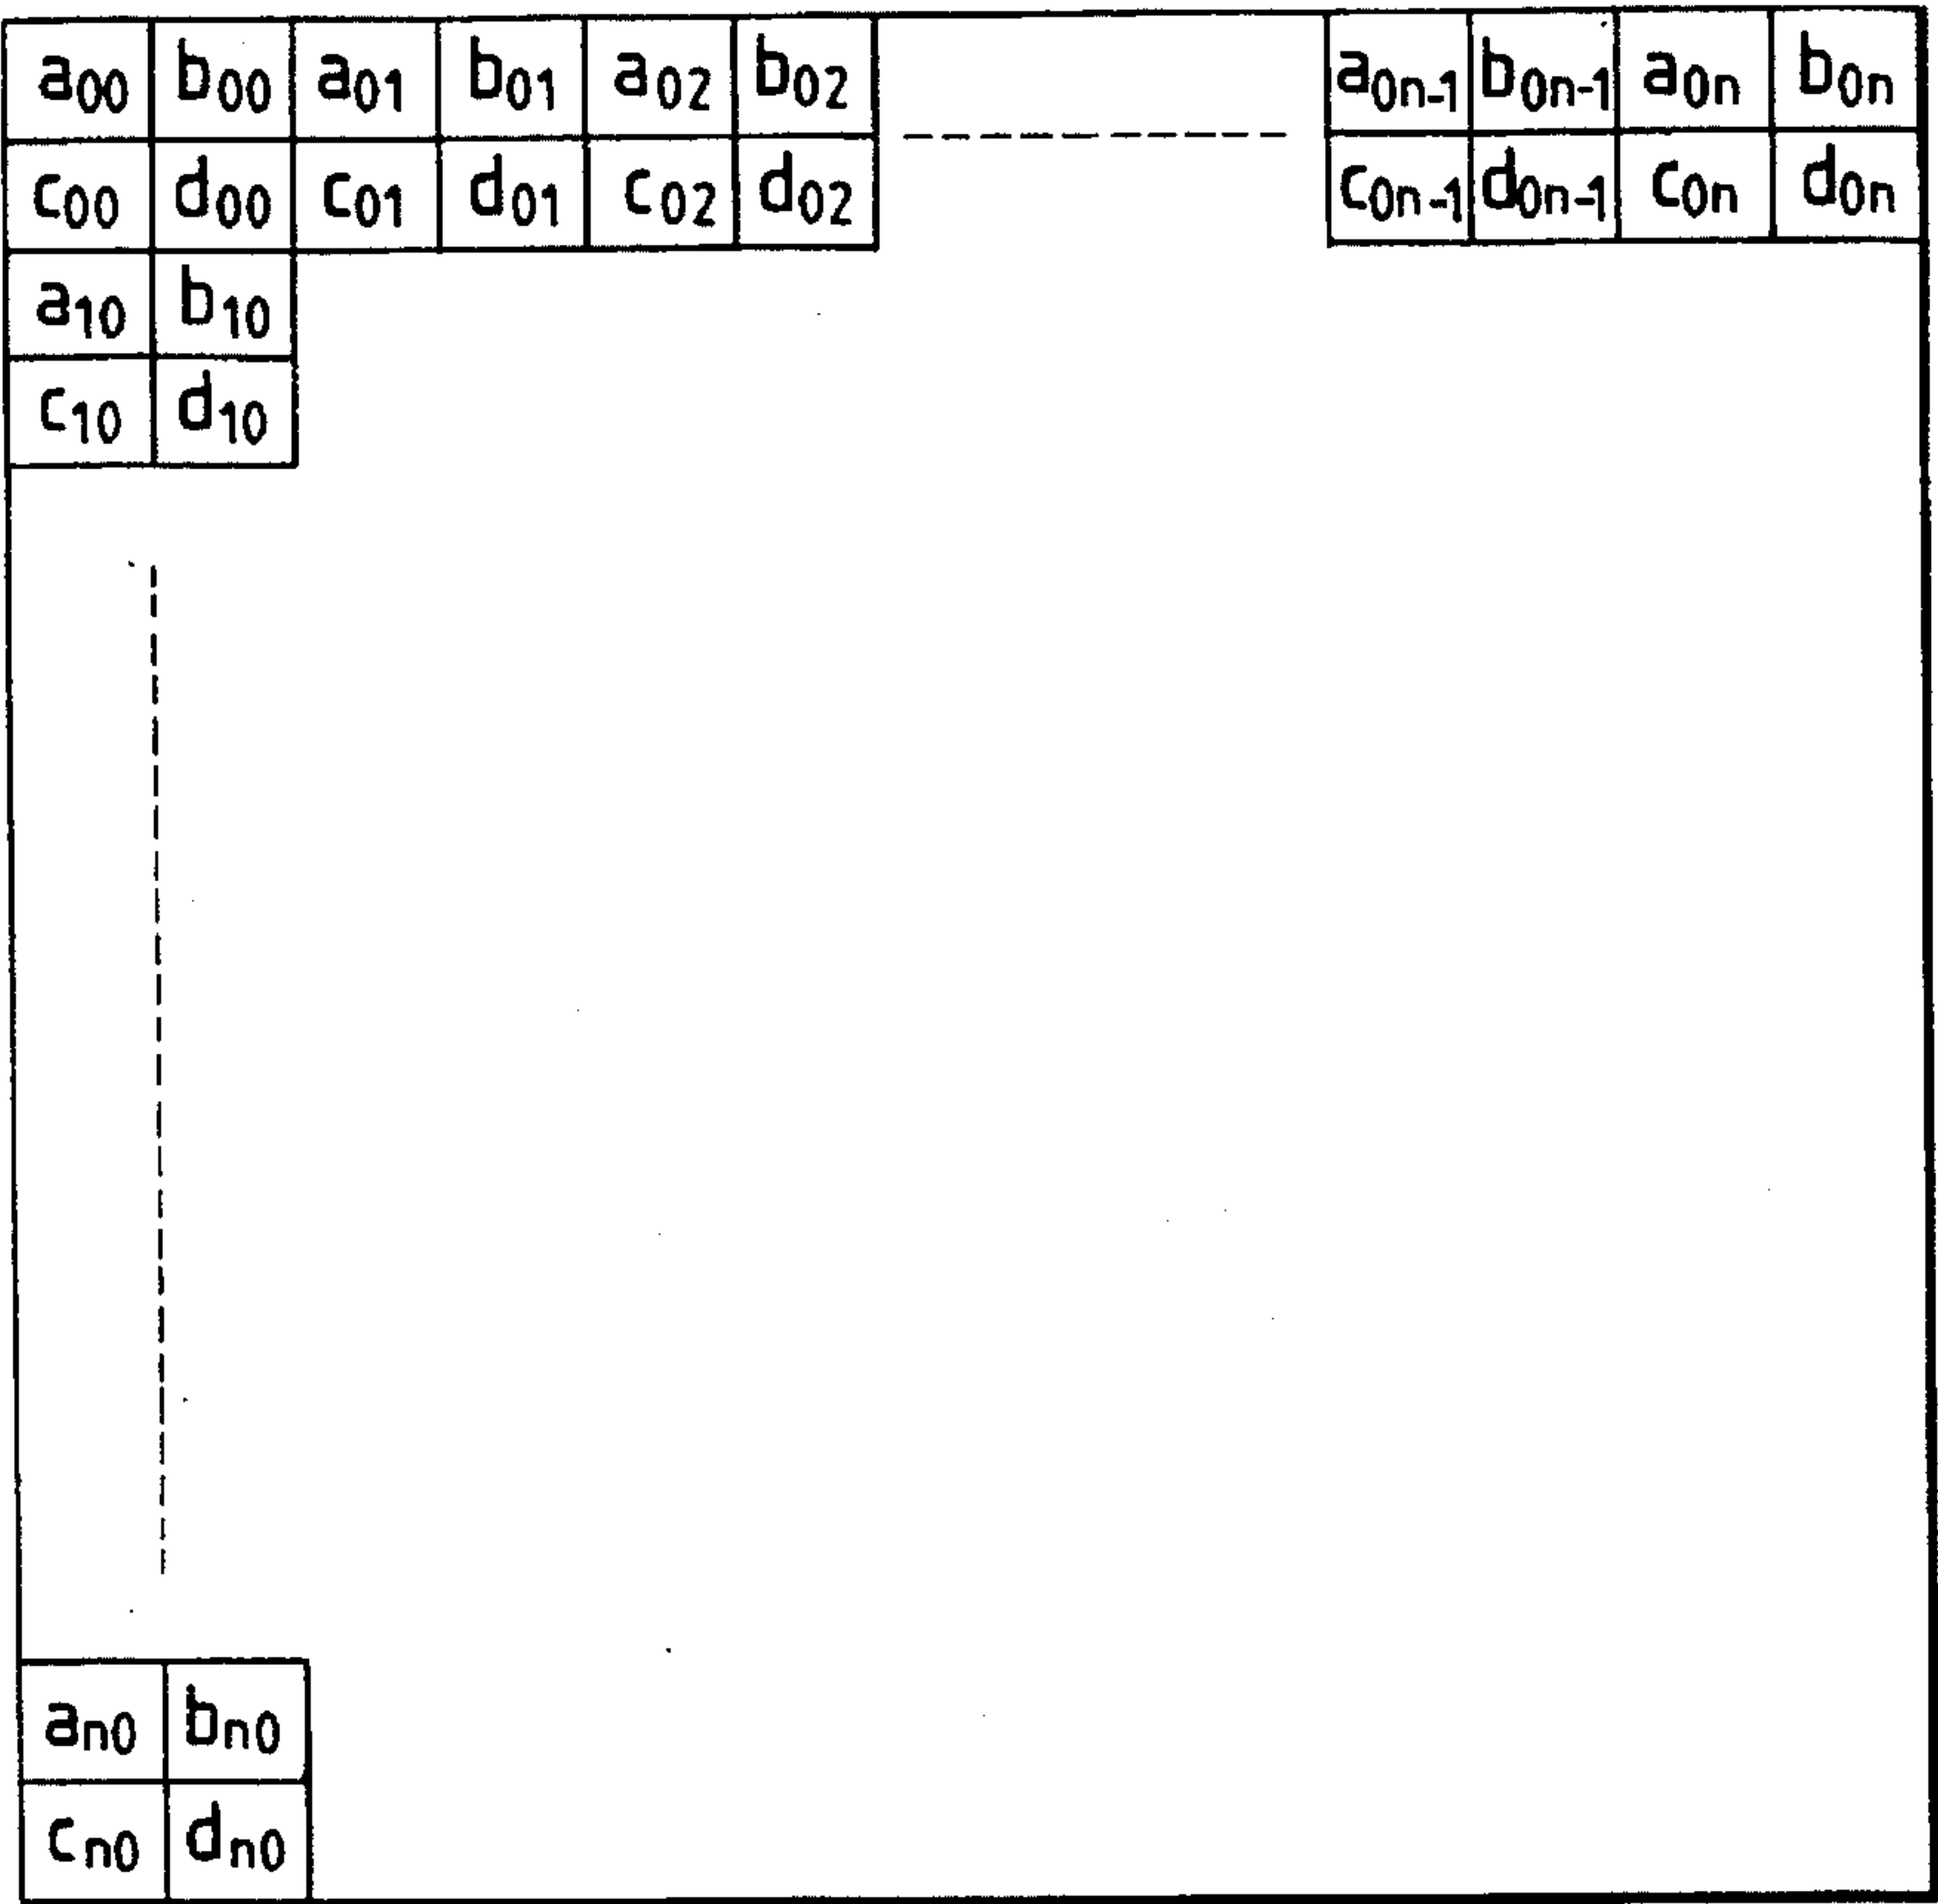 a00 b00 a01 b01 a02 b02 a0n-1 b0n-1 a0n b0n
c00 d00 c01 d01 c02 d02 c0n-1 d0n-1 c0n d0n
a10 b10
c10 d10
an0 bn0
cn0 dn0